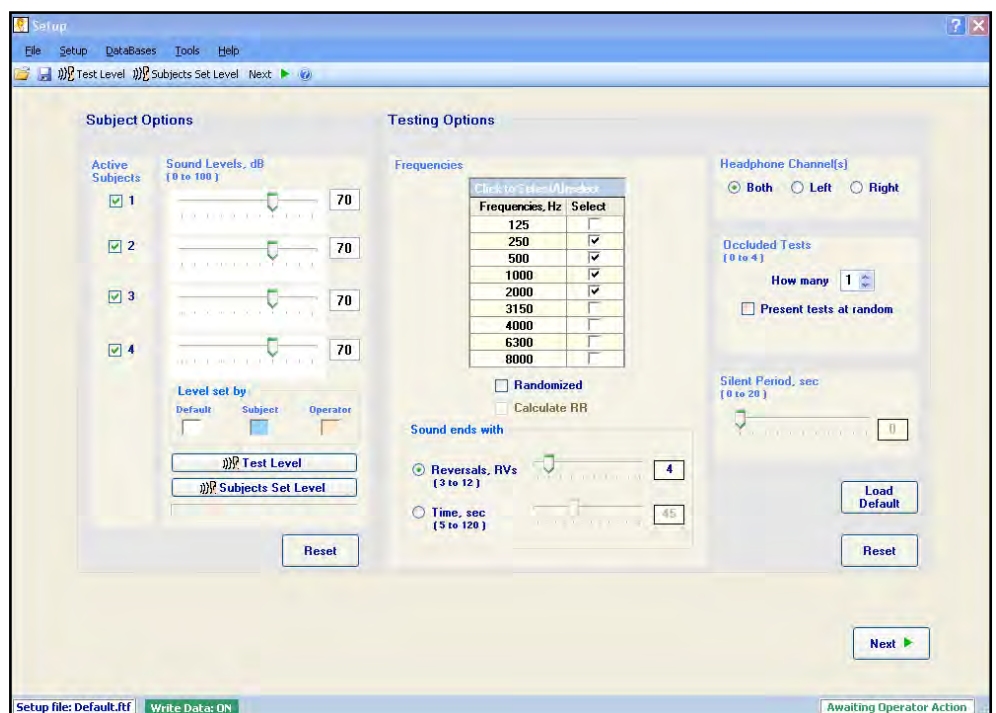 Setup
File Setup DataBases Tools Help
Test Level Subjects Set Level Next
Subject Options
Active
Subjects
Sound Levels, dB
( 0 to 100 )
1
70
2
70
3
70
4
70
Level set by
Default Subject Operator
Test Level
Subjects Set Level
Reset
Testing Options
Frequencies
Click to Select/Unselect
Frequencies, Hz Select
125
250
500
1000
2000
3150
4000
6300
8000
Randomized
Calculate RR
Sound ends with
Reversals, RVs
( 3 to 12 )
4
Time, sec
( 5 to 120 )
45
Headphone Channel(s)
Both Left Right
Occluded Tests
( 0 to 4 )
How many 1
Present tests at random
Silent Period, sec
( 0 to 20 )
0
Load
Default
Reset
Next
Setup file: Default.ftf Write Data: ON Awaiting Operator Action